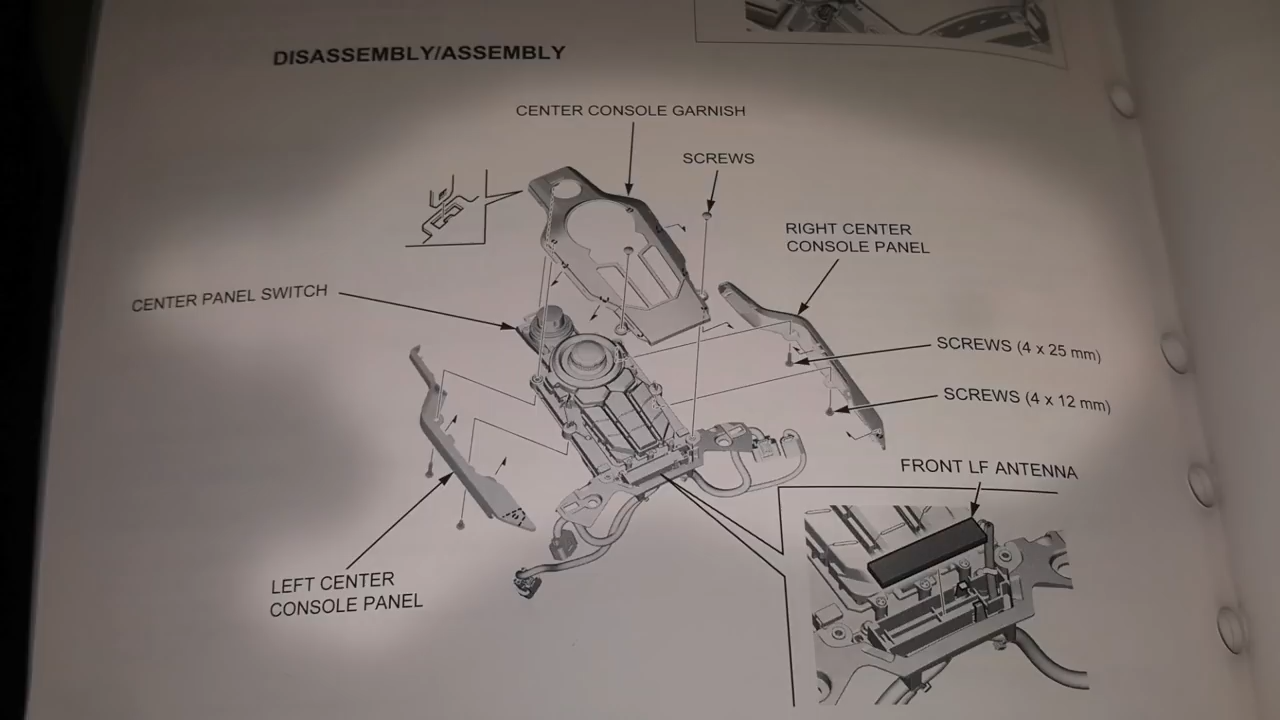 DISASSEMBLY/ASSEMBLY
CENTER CONSOLE GARNISH
SCREWS
RIGHT CENTER
CONSOLE PANEL
CENTER PANEL SWITCH
SCREWS (4 x 25 mm)
SCREWS (4 x 12 mm)
FRONT LF ANTENNA
LEFT CENTER
CONSOLE PANEL